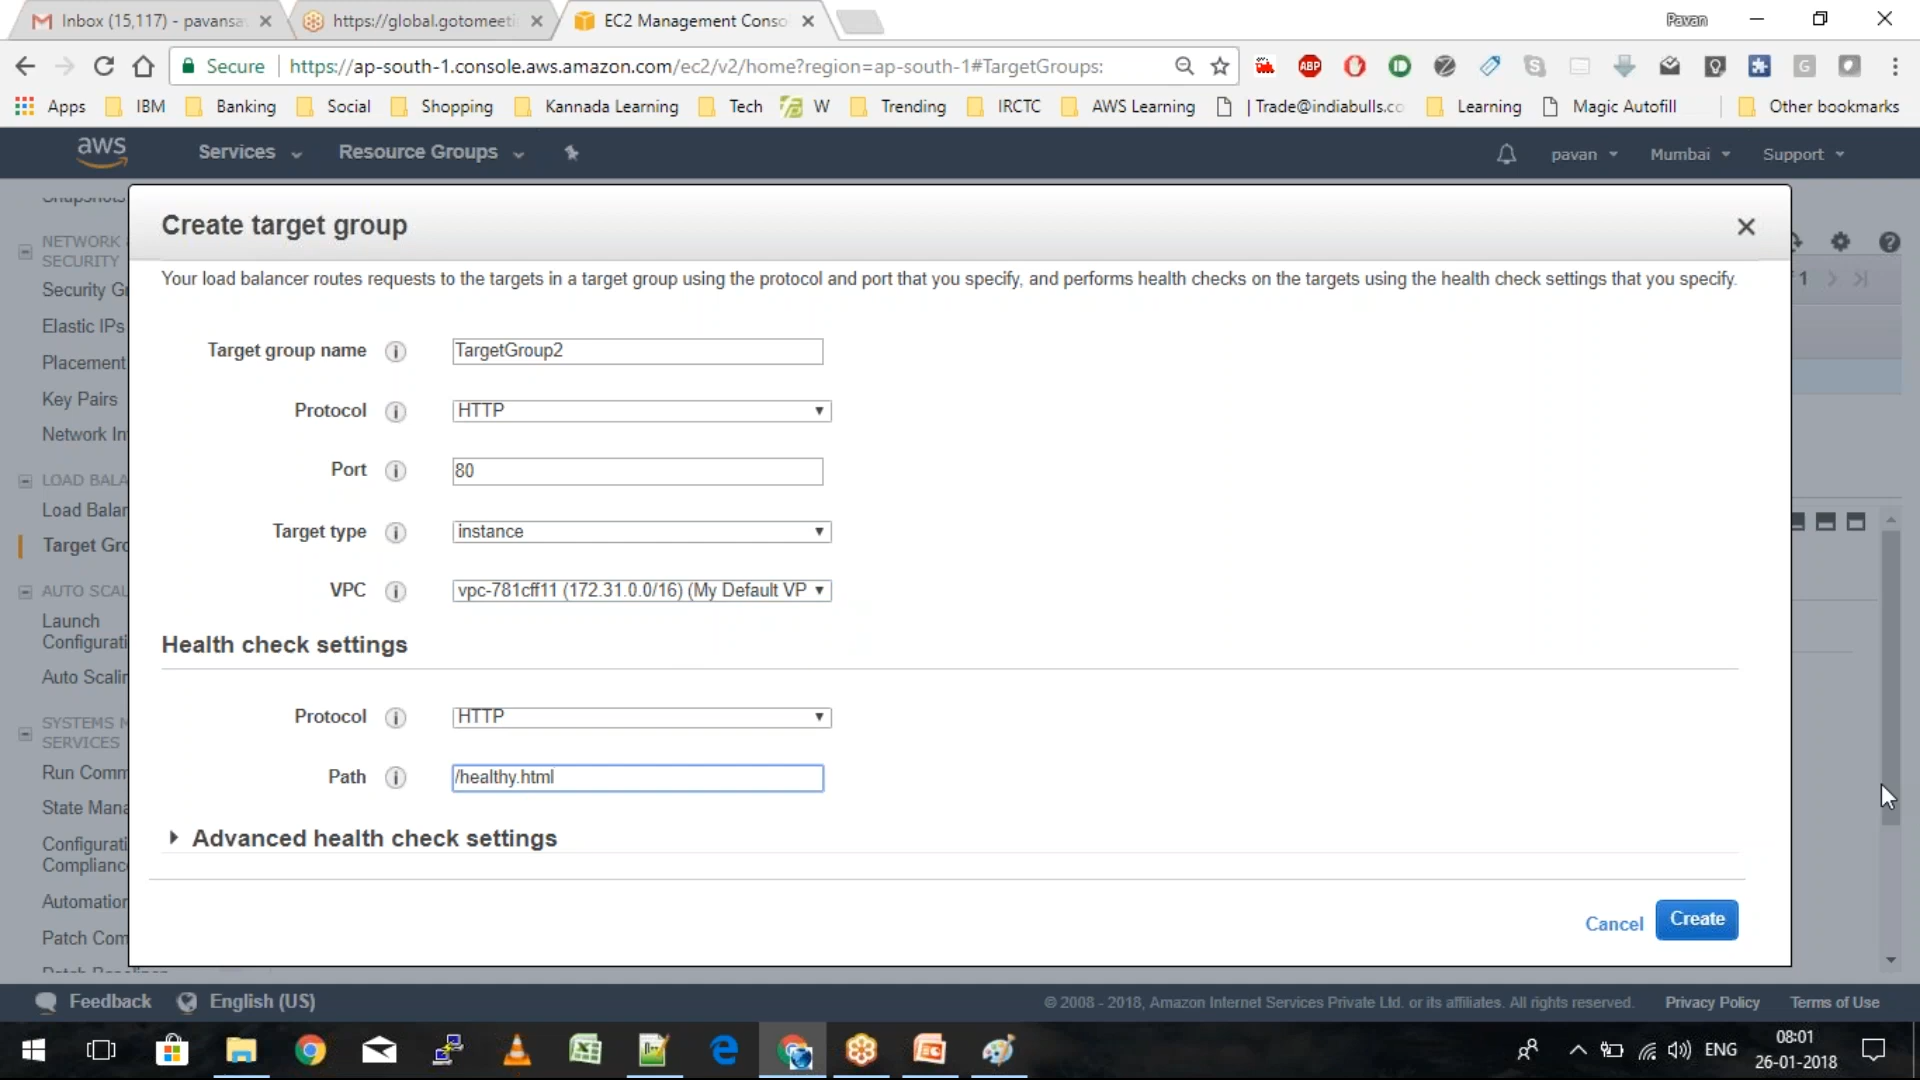 Inbox (15,117) - pavansa
https://global.gotomeeti
EC2 Management Conso
Pavan
Secure
https://ap-south-1.console.aws.amazon.com/ec2/v2/home?region=ap-south-1#TargetGroups:
ABP
Apps
IBM
Banking
Social
Shopping
Kannada Learning
Tech
W
Trending
IRCTC
AWS Learning
| Trade@indiabulls.co
Learning
Magic Autofill
Other bookmarks
aws
Services
Resource Groups
pavan
Mumbai
Support
Snapshots
NETWORK
SECURITY
Security Gr
Elastic IPs
Placement
Key Pairs
Network In
LOAD BALA
Load Balar
Target Gro
AUTO SCAL
Launch
Configurati
Auto Scalin
SYSTEMS M
SERVICES
Run Comm
State Mana
Configurati
Complianc
Automation
Patch Com
Patch Baselines
1
Create target group
Your load balancer routes requests to the targets in a target group using the protocol and port that you specify, and performs health checks on the targets using the health check settings that you specify.
Target group name
TargetGroup2
Protocol
HTTP
Port
80
Target type
instance
VPC
vpc-781cff11 (172.31.0.0/16) (My Default VP
Health check settings
Protocol
HTTP
Path
/healthy.html
Advanced health check settings
Cancel
Create
Feedback
English (US)
© 2008 - 2018, Amazon Internet Services Private Ltd. or its affiliates. All rights reserved.
Privacy Policy
Terms of Use
ENG
08:01
26-01-2018